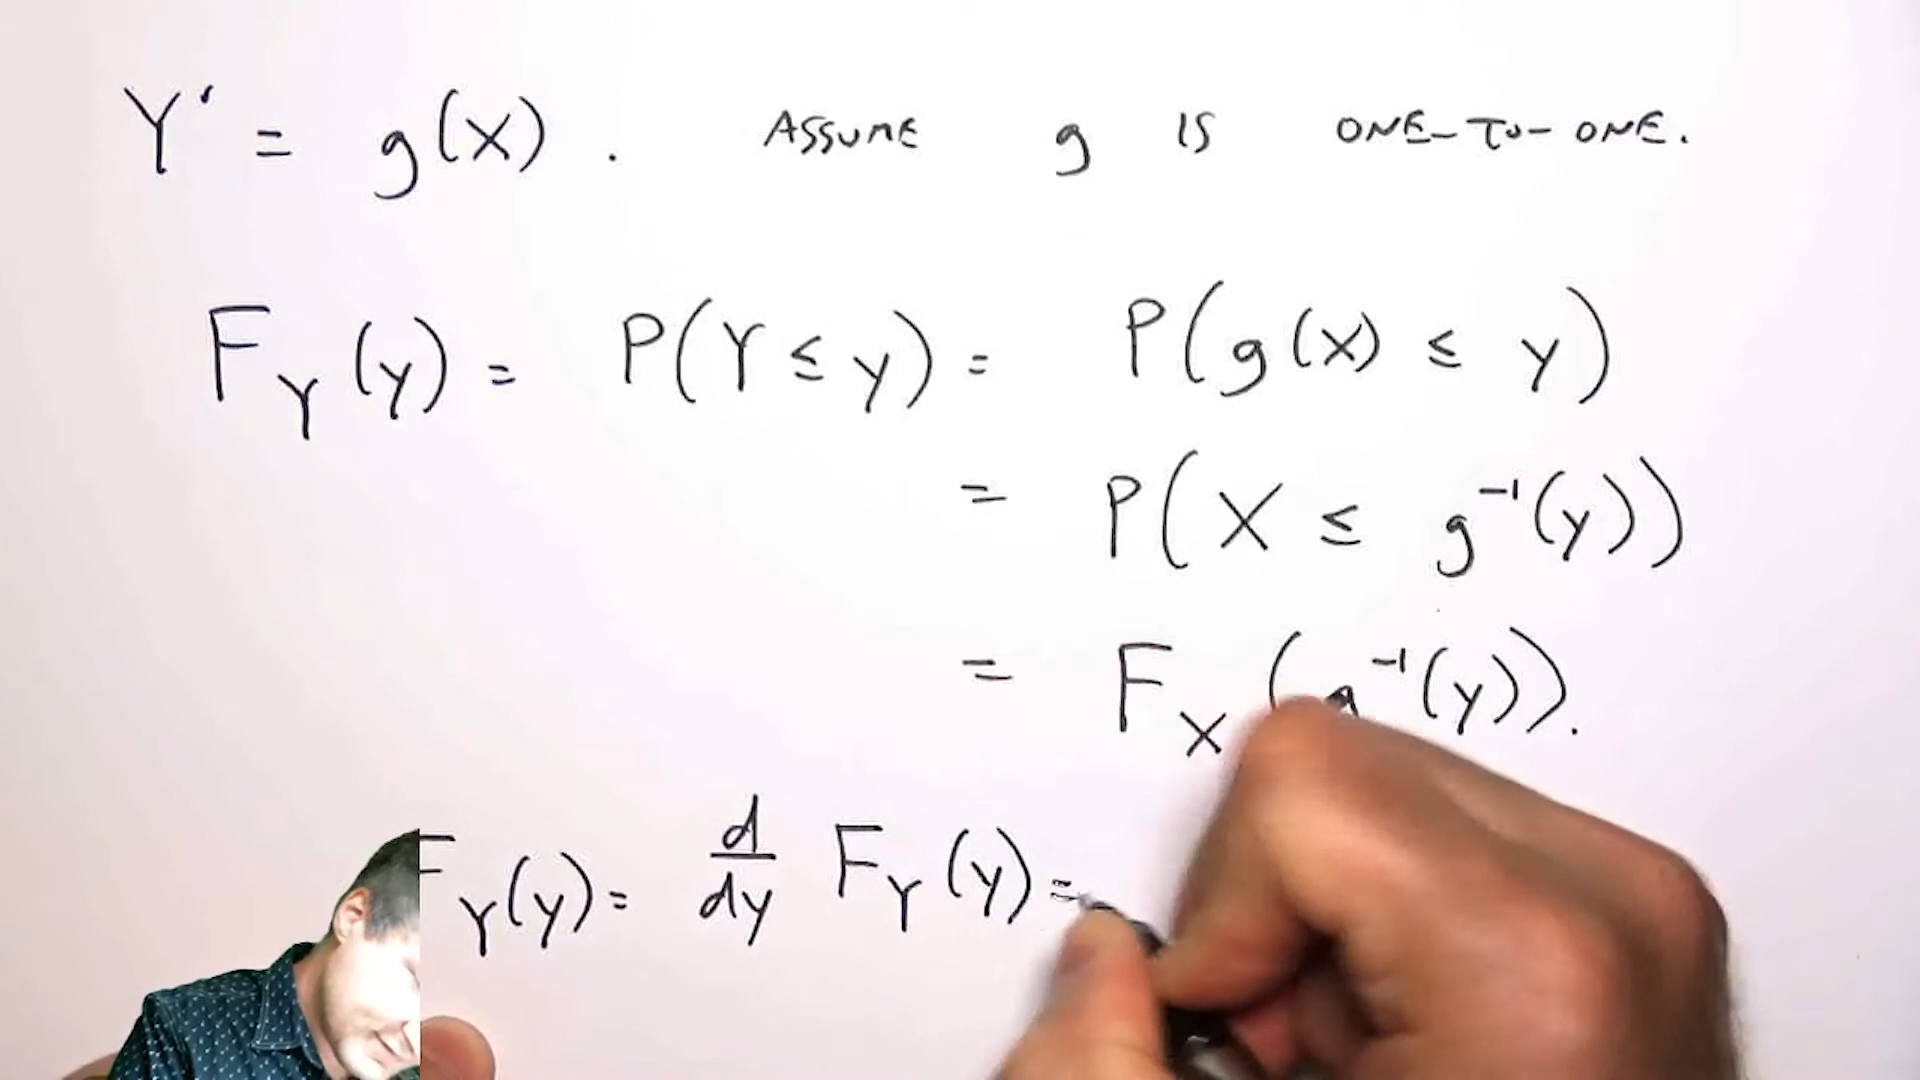 Y' = g(X). ASSUME g IS ONE-TO-ONE.
F_Y(y) = P(Y ≤ y) = P(g(X) ≤ y)
= P(X ≤ g⁻¹(y))
= F_X(g⁻¹(y)).
F_Y(y) = d/dy F_Y(y) =